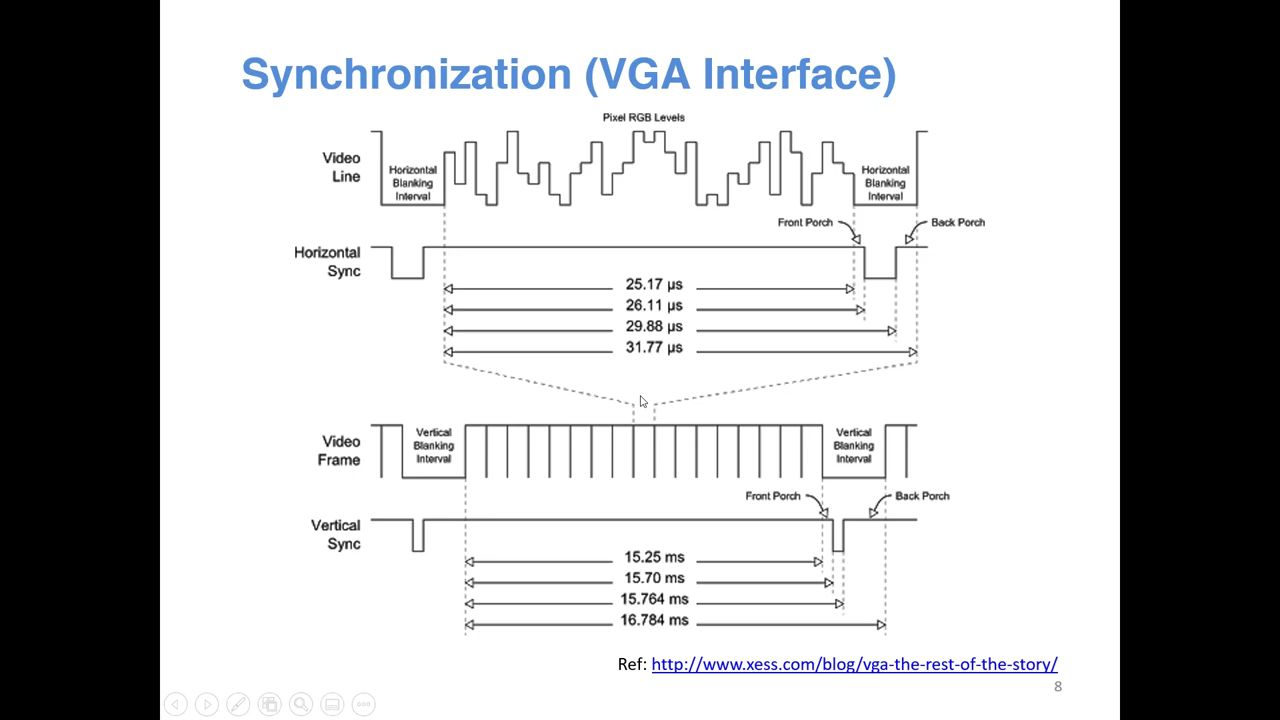 Synchronization (VGA Interface)
Pixel RGB Levels
Video
Line
Horizontal
Blanking
Interval
Horizontal
Blanking
Interval
Front Porch
Back Porch
Horizontal
Sync
25.17 µs
26.11 µs
29.88 µs
31.77 µs
Video
Frame
Vertical
Blanking
Interval
Vertical
Blanking
Interval
Front Porch
Back Porch
Vertical
Sync
15.25 ms
15.70 ms
15.764 ms
16.784 ms
Ref: http://www.xess.com/blog/vga-the-rest-of-the-story/
8